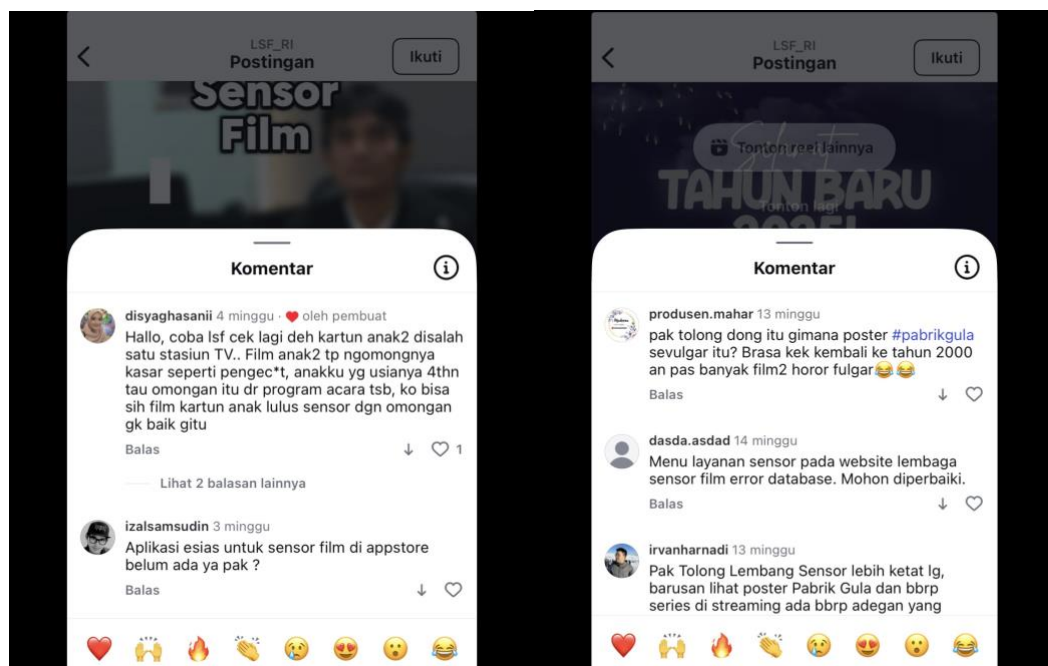 LSF_RI
Postingan
Ikuti
Sensor
Film
Komentar
disyaghasanii 4 minggu · ❤️ oleh pembuat
Hallo, coba lsf cek lagi deh kartun anak2 disalah
satu stasiun TV.. Film anak2 tp ngomongnya
kasar seperti pengec*t, anakku yg usianya 4thn
tau omongan itu dr program acara tsb, ko bisa
sih film kartun anak lulus sensor dgn omongan
gk baik gitu
Balas
1
Lihat 2 balasan lainnya
izalsamsudin 3 minggu
Aplikasi esias untuk sensor film di appstore
belum ada ya pak ?
Balas
LSF_RI
Postingan
Ikuti
Selamat
Tonton reel lainnya
TAHUN BARU
Tonton lagi
2025!
Komentar
produsen.mahar 13 minggu
pak tolong dong itu gimana poster #pabrikgula
sevulgar itu? Brasa kek kembali ke tahun 2000
an pas banyak film2 horor fulgar😂😂
Balas
dasda.asdad 14 minggu
Menu layanan sensor pada website lembaga
sensor film error database. Mohon diperbaiki.
Balas
irvanharnadi 13 minggu
Pak Tolong Lembang Sensor lebih ketat lg,
barusan lihat poster Pabrik Gula dan bbrp
series di streaming ada bbrp adegan yang